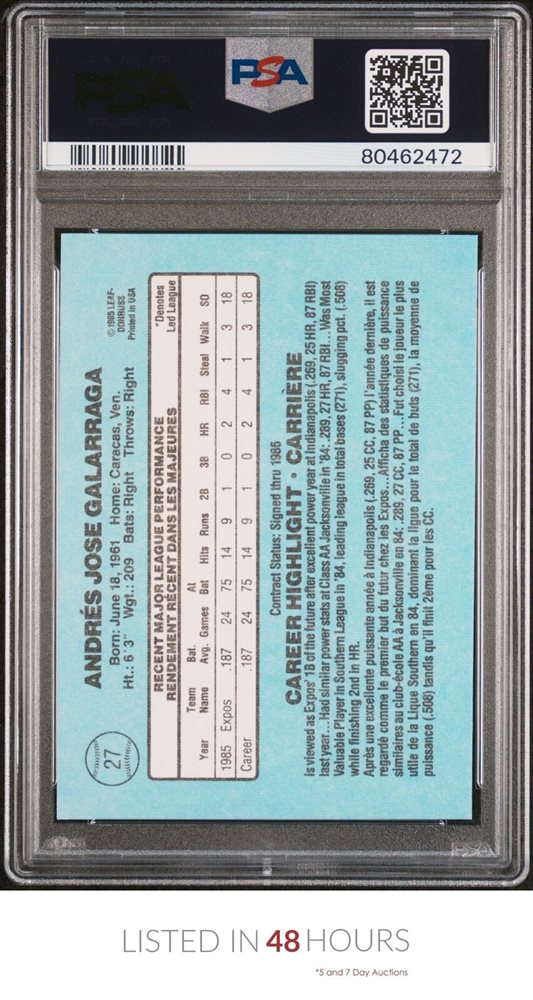 PSA
80462472
27
ANDRÉS JOSE GALARRAGA
Born: June 18, 1961 Home: Caracas, Ven.
Ht.: 6'3" Wgt.: 209 Bats: Right Throws: Right
© 1985 LEAF-
DONRUSS
Printed in USA
RECENT MAJOR LEAGUE PERFORMANCE
RENDEMENT RÉCENT DANS LES MAJEURES
*Denotes
Led League
Team Bat. At
Year Name Avg. Games Bat Hits Runs 2B 3B HR RBI Steal Walk SO
1985 Expos .187 24 75 14 9 1 0 2 4 1 3 18
Career .187 24 75 14 9 1 0 2 4 1 3 18
Contract Status: Signed thru 1985
CAREER HIGHLIGHT • CARRIÈRE
Is viewed as Expos' 1B of the future after excellent power year at Indianapolis (.269, 25 HR, 87 RBI)
last year...Had similar power stats at Class AA Jacksonville in '84: .289, 27 HR, 87 RBI...Was Most
Valuable Player in Southern League in '84, leading league in total bases (271), slugging pct. (.508)
while finishing 2nd in HR.
Après une excellente puissante année à Indianapolis (.269, 25 CC, 87 PP) l'année dernière, il est
regardé comme le premier but du futur chez les Expos...Afficha des statistiques de puissance
similaires au club-école AA à Jacksonville en 84: .289, 27 CC, 87 PP...Fut choisi le joueur le plus
utile de la Ligue Southern en 84, dominant la ligue pour le total de buts (271), la moyenne de
puissance (.508) tandis qu'il finit 2ème pour les CC.
PSA
LISTED IN 48 HOURS
*5 and 7 Day Auctions